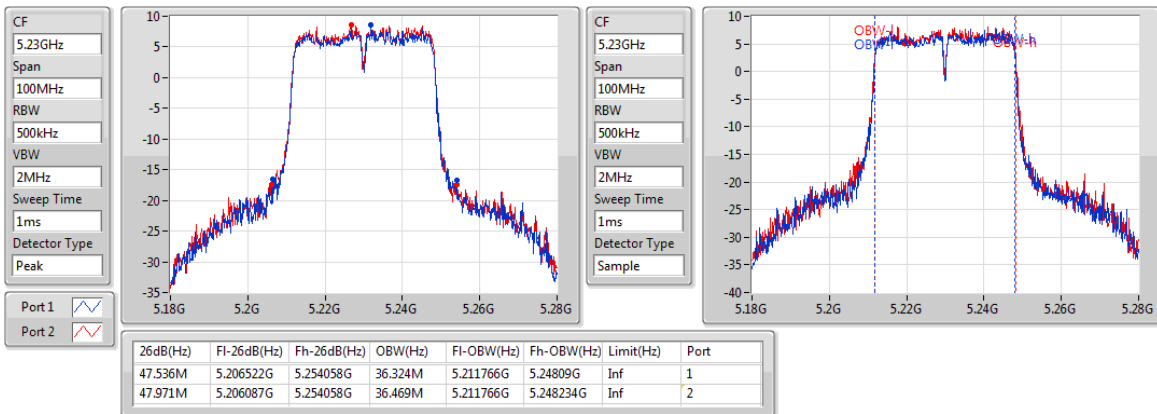 CF
5.23GHz
Span
100MHz
RBW
500kHz
VBW
2MHz
Sweep Time
1ms
Detector Type
Peak
Port 1
Port 2
10
5
0
-5
-10
-15
-20
-25
-30
-35
5.18G 5.2G 5.22G 5.24G 5.26G 5.28G
CF
5.23GHz
Span
100MHz
RBW
500kHz
VBW
2MHz
Sweep Time
1ms
Detector Type
Sample
10
5
0
-5
-10
-15
-20
-25
-30
-35
-40
5.18G 5.2G 5.22G 5.24G 5.26G 5.28G
26dB(Hz) Fl-26dB(Hz) Fh-26dB(Hz) OBW(Hz) Fl-OBW(Hz) Fh-OBW(Hz) Limit(Hz) Port
47.536M 5.206522G 5.254058G 36.324M 5.211766G 5.24809G Inf 1
47.971M 5.206087G 5.254058G 36.469M 5.211766G 5.248234G Inf 2